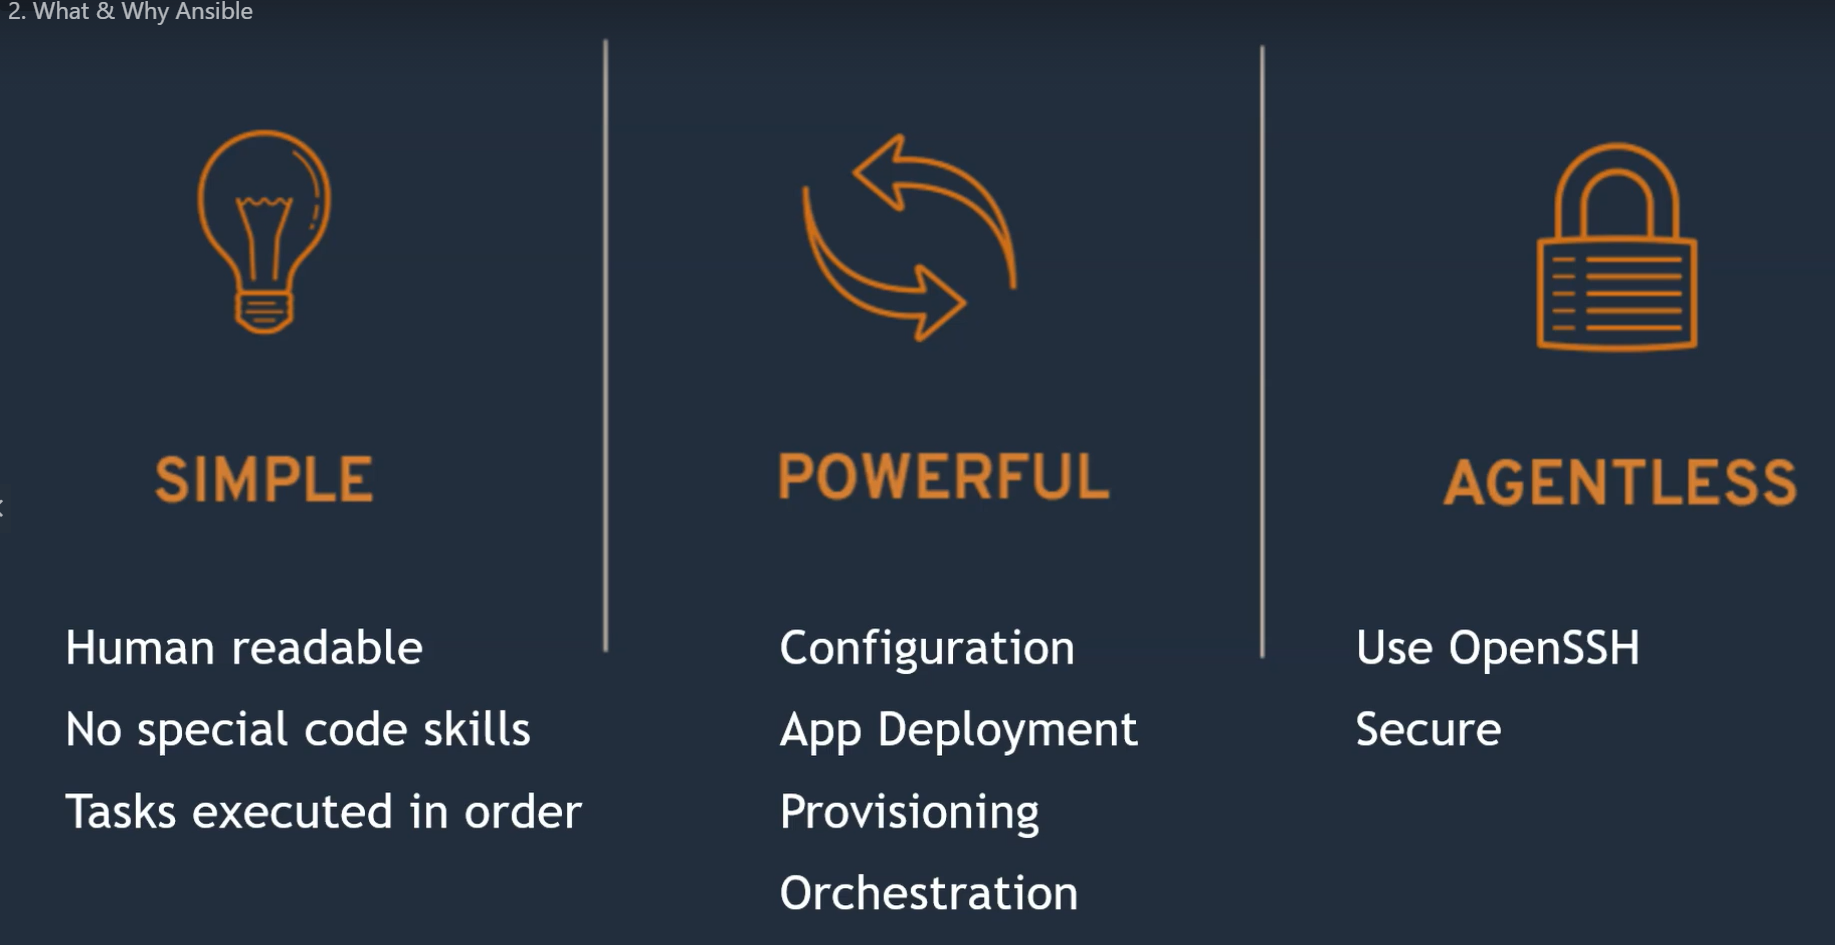 2. What & Why Ansible
SIMPLE
Human readable
No special code skills
Tasks executed in order
POWERFUL
Configuration
App Deployment
Provisioning
Orchestration
AGENTLESS
Use OpenSSH
Secure